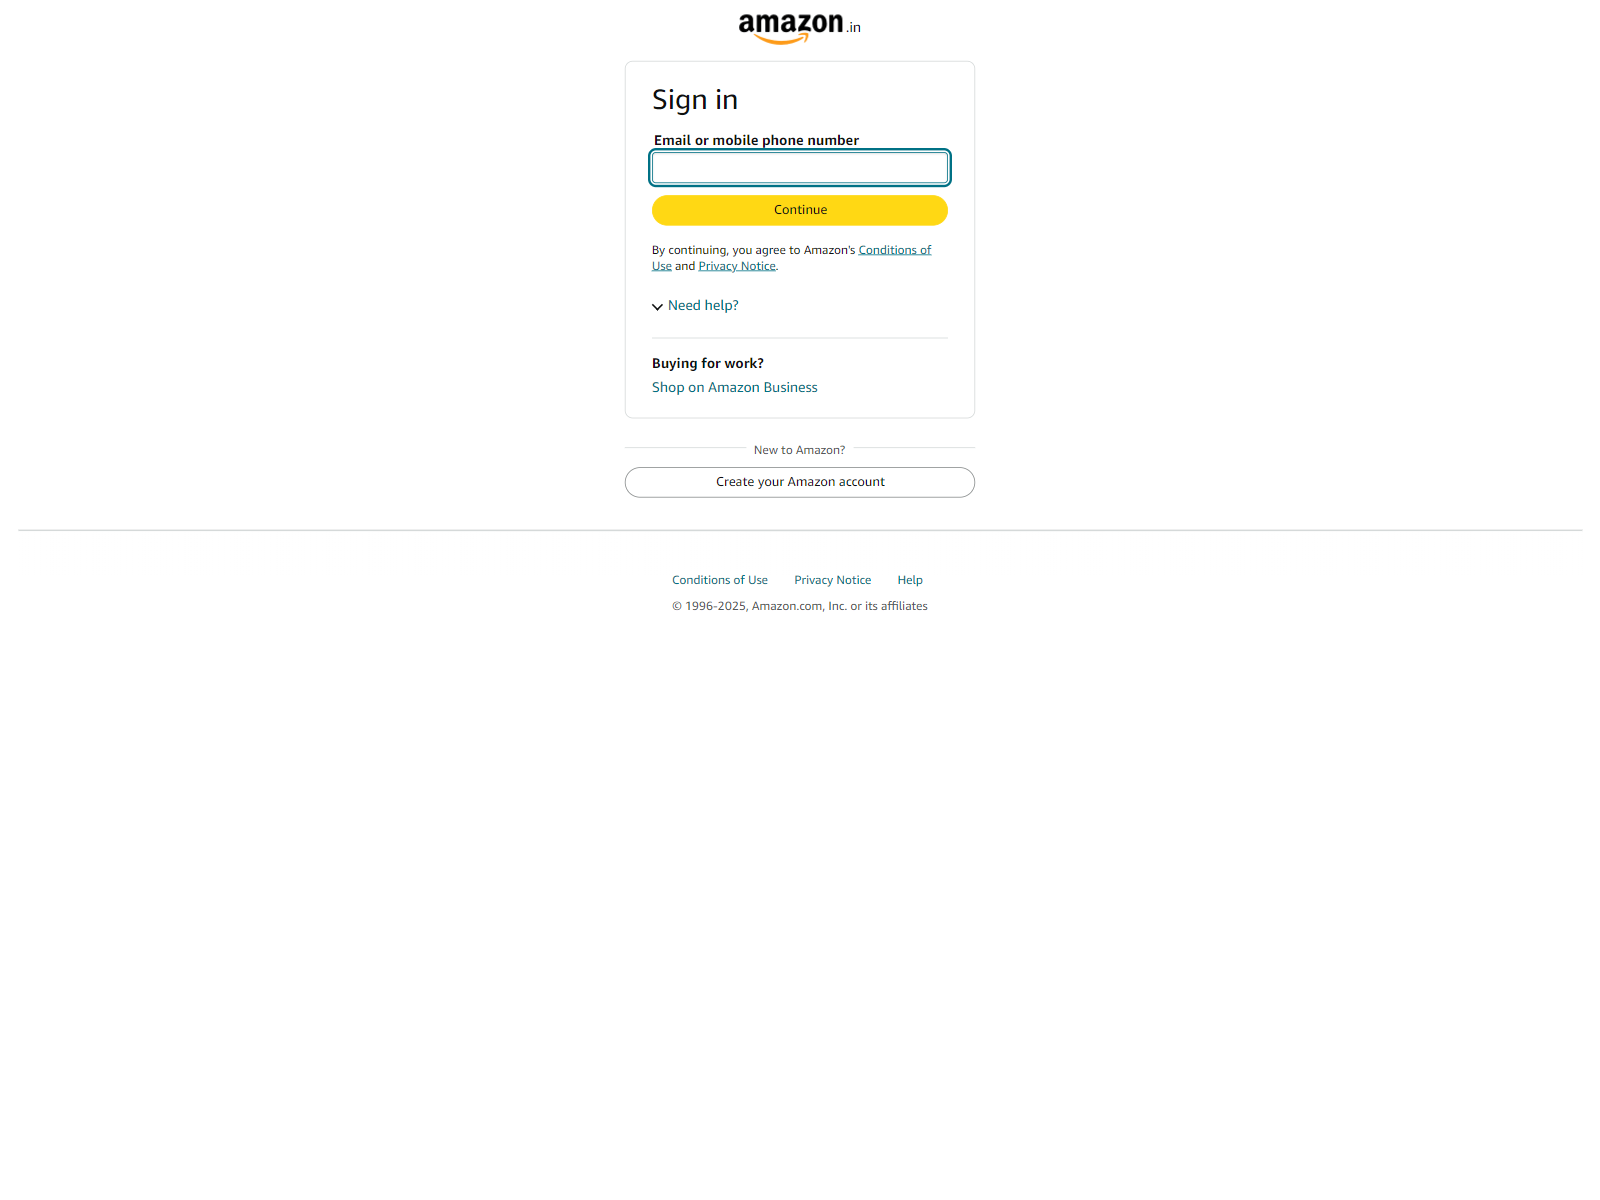 amazon.in
Sign in
Email or mobile phone number
Continue
By continuing, you agree to Amazon's Conditions of
Use and Privacy Notice.
Need help?
Buying for work?
Shop on Amazon Business
New to Amazon?
Create your Amazon account
Conditions of Use Privacy Notice Help
© 1996-2025, Amazon.com, Inc. or its affiliates